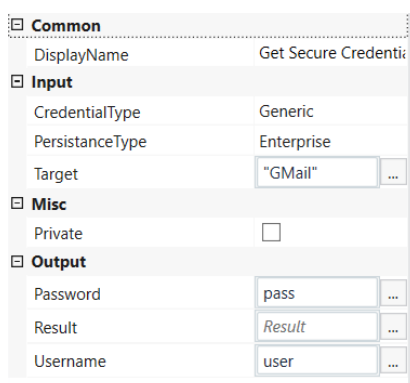 Common
DisplayName Get Secure Credentia
Input
CredentialType Generic
PersistanceType Enterprise
Target "GMail" ...
Misc
Private
Output
Password pass ...
Result Result ...
Username user ...